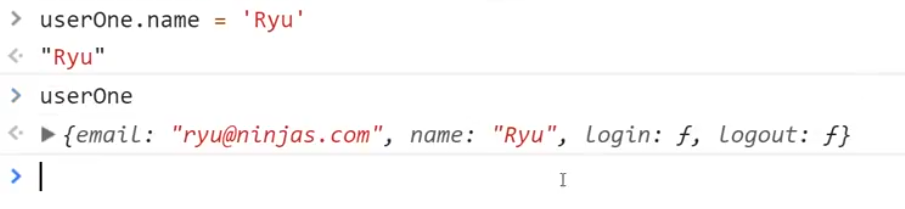 > userOne.name = 'Ryu'
< "Ryu"
> userOne
< ▶ {email: "ryu@ninjas.com", name: "Ryu", login: ƒ, logout: ƒ}
>